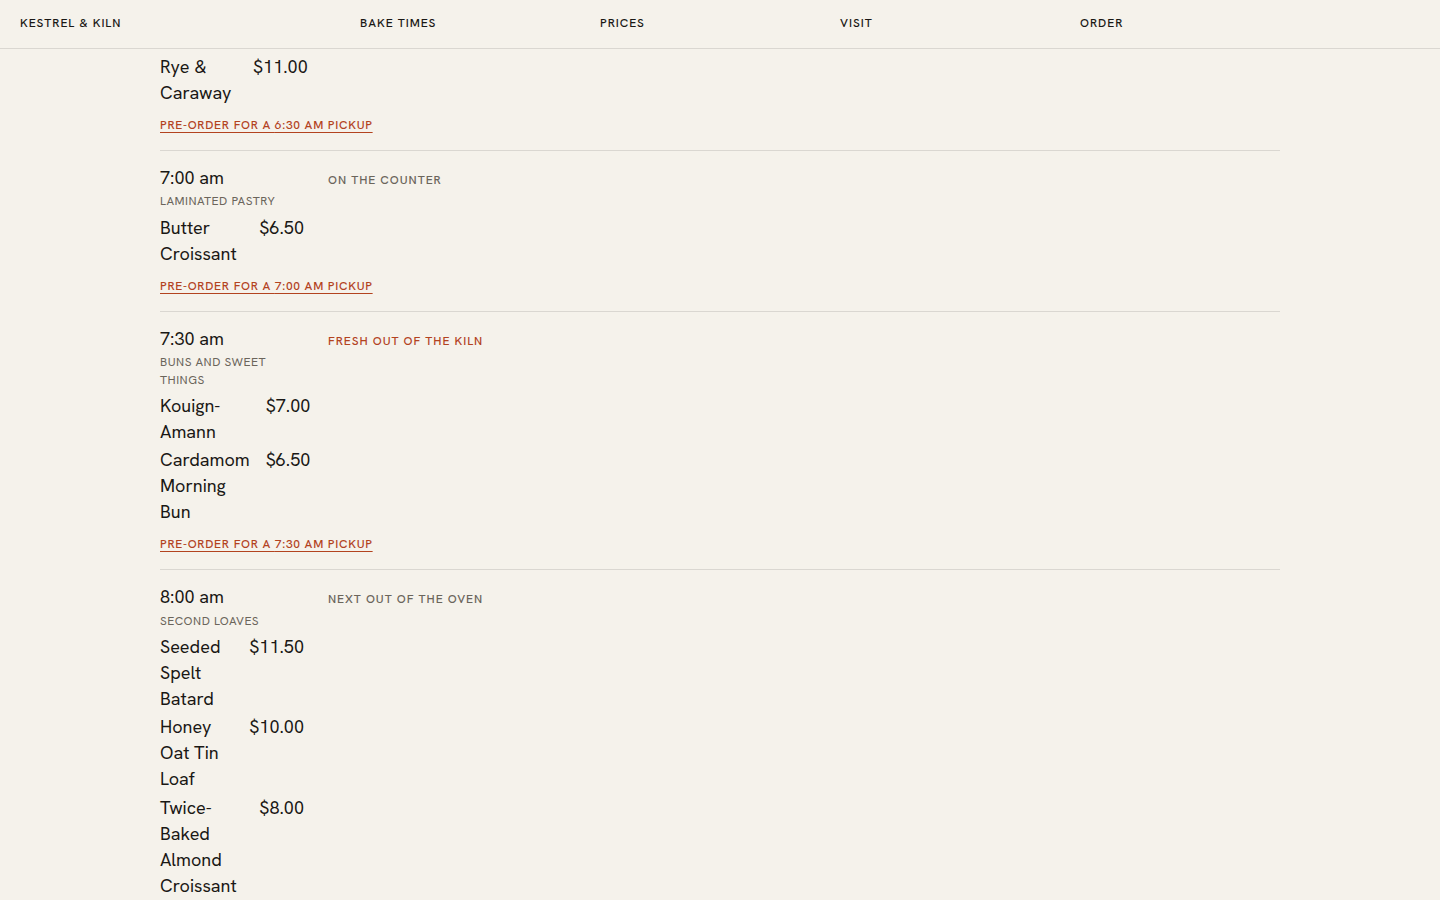 KESTREL & KILN
BAKE TIMES
PRICES
VISIT
ORDER
Rye & $11.00
Caraway
PRE-ORDER FOR A 6:30 AM PICKUP
7:00 am ON THE COUNTER
LAMINATED PASTRY
Butter $6.50
Croissant
PRE-ORDER FOR A 7:00 AM PICKUP
7:30 am FRESH OUT OF THE KILN
BUNS AND SWEET
THINGS
Kouign- $7.00
Amann
Cardamom $6.50
Morning
Bun
PRE-ORDER FOR A 7:30 AM PICKUP
8:00 am NEXT OUT OF THE OVEN
SECOND LOAVES
Seeded $11.50
Spelt
Batard
Honey $10.00
Oat Tin
Loaf
Twice- $8.00
Baked
Almond
Croissant